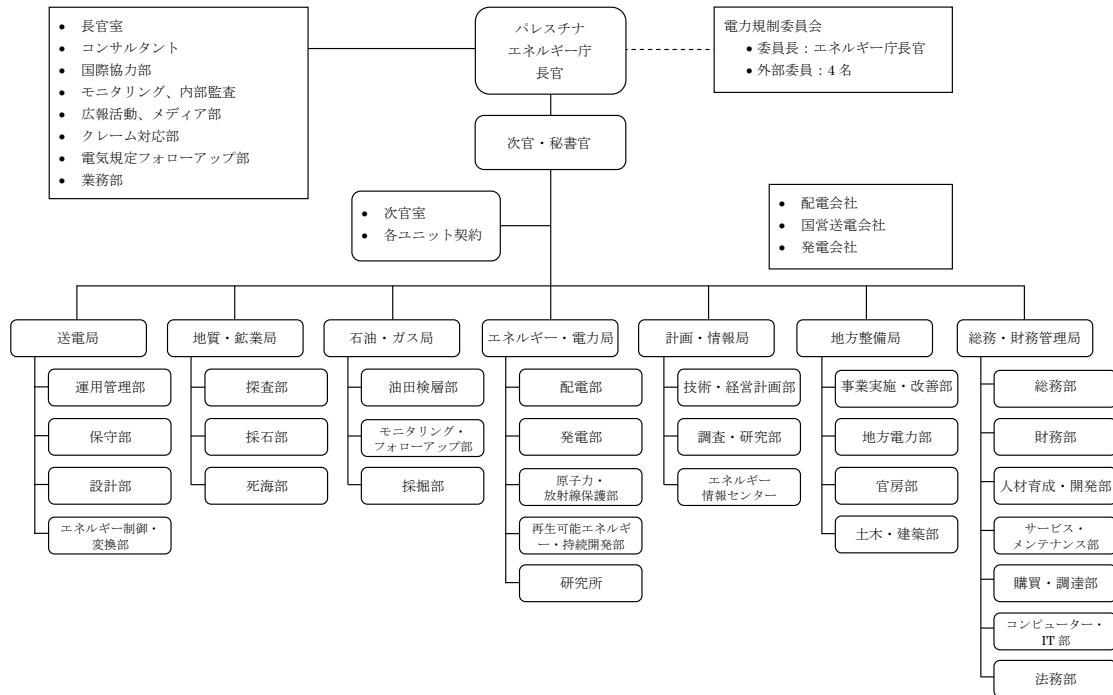 ● 長官室
● コンサルタント
● 国際協力部
● モニタリング、内部監査
● 広報活動、メディア部
● クレーム対応部
● 電気規定フォローアップ部
● 業務部
パレスチナ
エネルギー庁
長官
電力規制委員会
● 委員長：エネルギー庁長官
● 外部委員：4名
次官・秘書官
● 次官室
● 各ユニット契約
● 配電会社
● 国営送電会社
● 発電会社
送電局
運用管理部
保守部
設計部
エネルギー制御・
変換部
地質・鉱業局
探査部
採石部
死海部
石油・ガス局
油田検層部
モニタリング・
フォローアップ部
採掘部
エネルギー・電力局
配電部
発電部
原子力・
放射線保護部
再生可能エネルギ
ー・持続開発部
研究所
計画・情報局
技術・経営計画部
調査・研究部
エネルギー
情報センター
地方整備局
事業実施・改善部
地方電力部
官房部
土木・建築部
総務・財務管理局
総務部
財務部
人材育成・開発部
サービス・
メンテナンス部
購買・調達部
コンピューター・
IT部
法務部